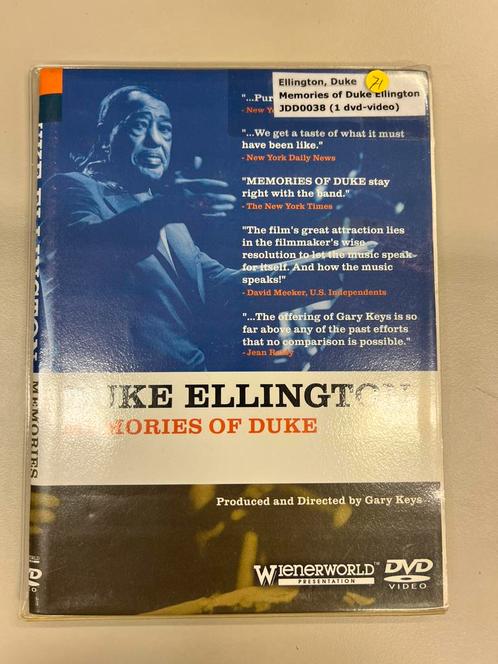 Ellington, Duke
Memories of Duke Ellington
JDD0038 (1 dvd-video)
71
"...Pur
- New Yo
"...We get a taste of what it must
have been like."
- New York Daily News
"MEMORIES OF DUKE stay
right with the band."
- The New York Times
"The film's great attraction lies
in the filmmaker's wise
resolution to let the music speak
for itself. And how the music
speaks!"
- David Meeker, U.S. Independents
"...The offering of Gary Keys is so
far above any of the past efforts
that no comparison is possible."
- Jean
DUKE ELLINGTON
MEMORIES OF DUKE
Produced and Directed by Gary Keys
WIENERWORLD™
PRESENTATION
DVD
VIDEO
MEMORIES